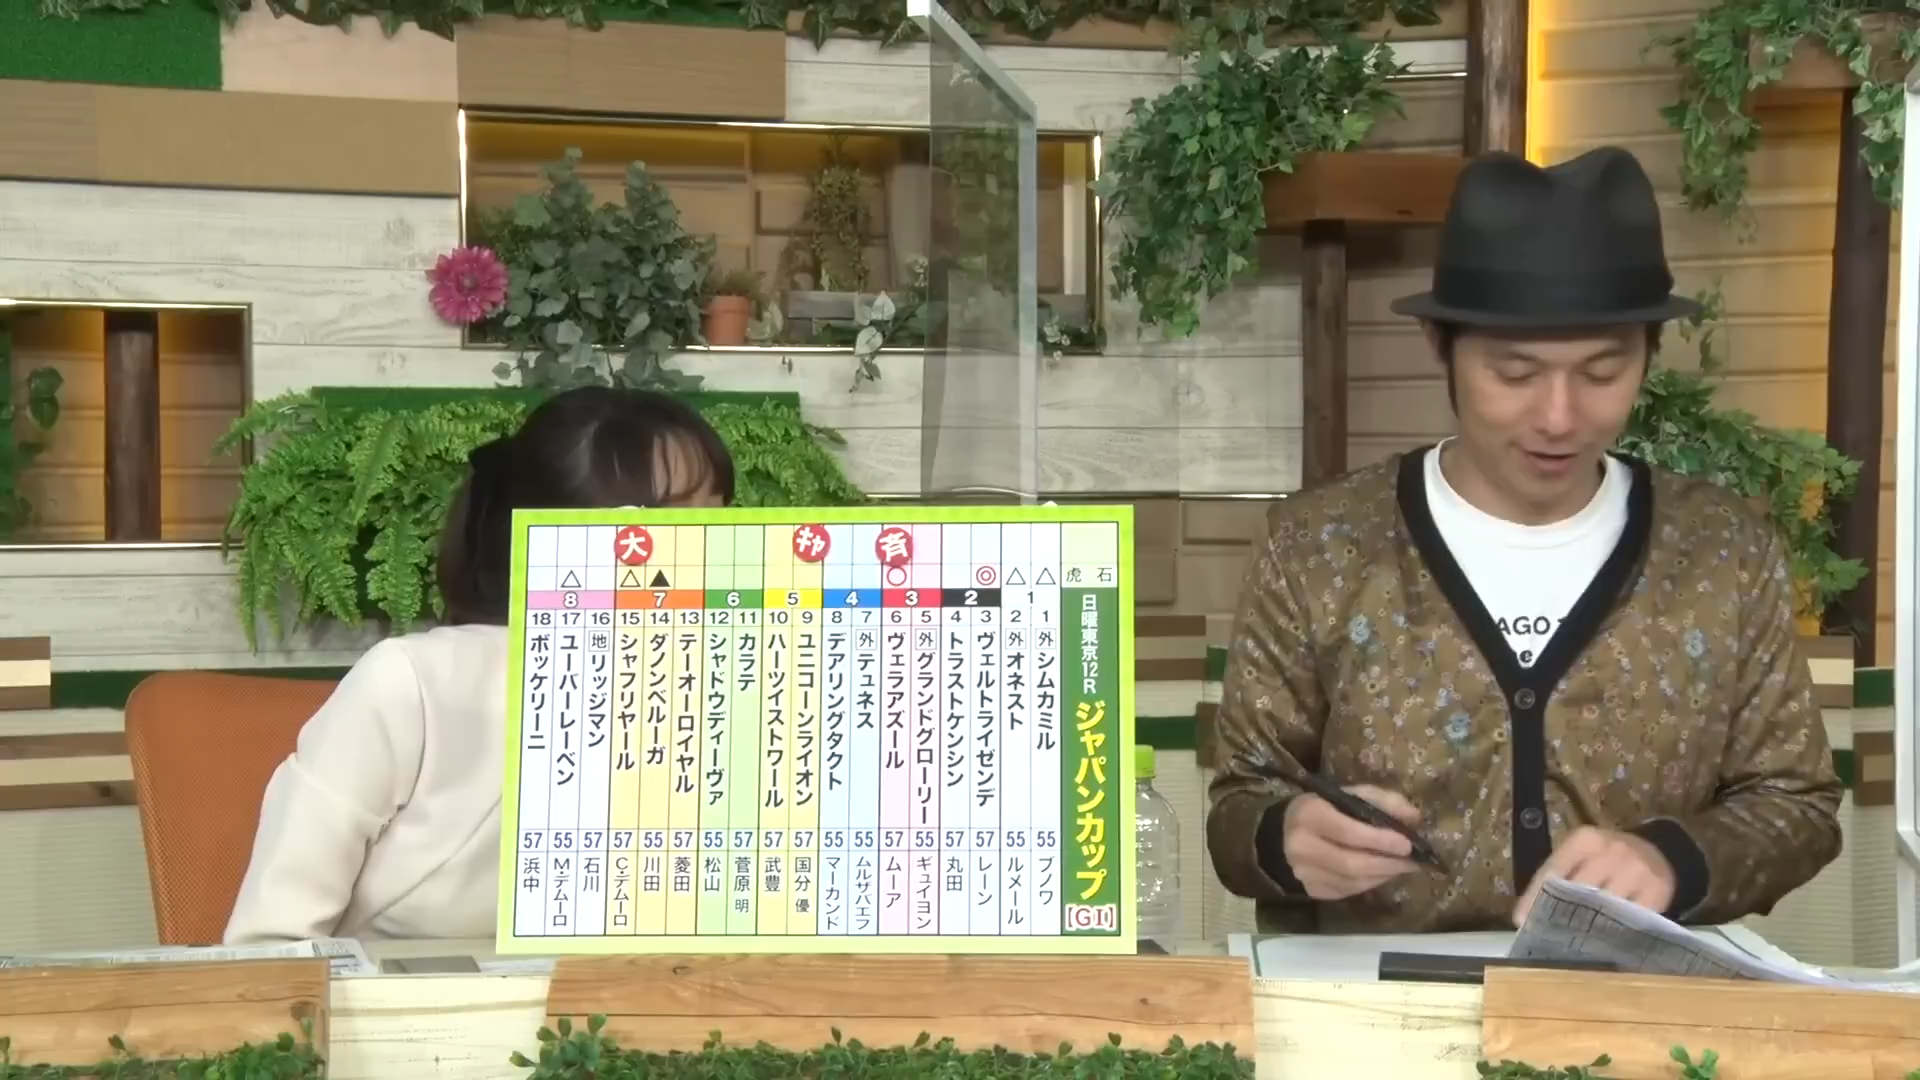 虎石
日曜東京12R ジャパンカップ [GI]
△ 1 1 外 シムカミル 55 ブノワ
△ 2 外 オネスト 55 ルメール
◎ 2 3 ヴェルトライゼンデ 57 レーン
4 トラストケンシン 57 丸田
斉 3 5 外 グランドグローリー 55 ギュイヨン
○ 6 ヴェラアズール 57 ムーア
4 7 外 テュネス 55 ムルザバエフ
8 デアリングタクト 55 マーカンド
キャ 5 9 ユニコーンライオン 57 国分優
10 ハーツイストワール 57 武豊
6 11 カラテ 57 菅原明
12 シャドウディーヴァ 55 松山
7 13 テーオーロイヤル 57 菱田
▲ 14 ダノンベルーガ 55 川田
大 △ 15 シャフリヤール 57 C・デムーロ
8 16 地 リッジマン 57 石川
△ 17 ユーバーレーベン 55 M・デムーロ
18 ボッケリーニ 57 浜中
AGO